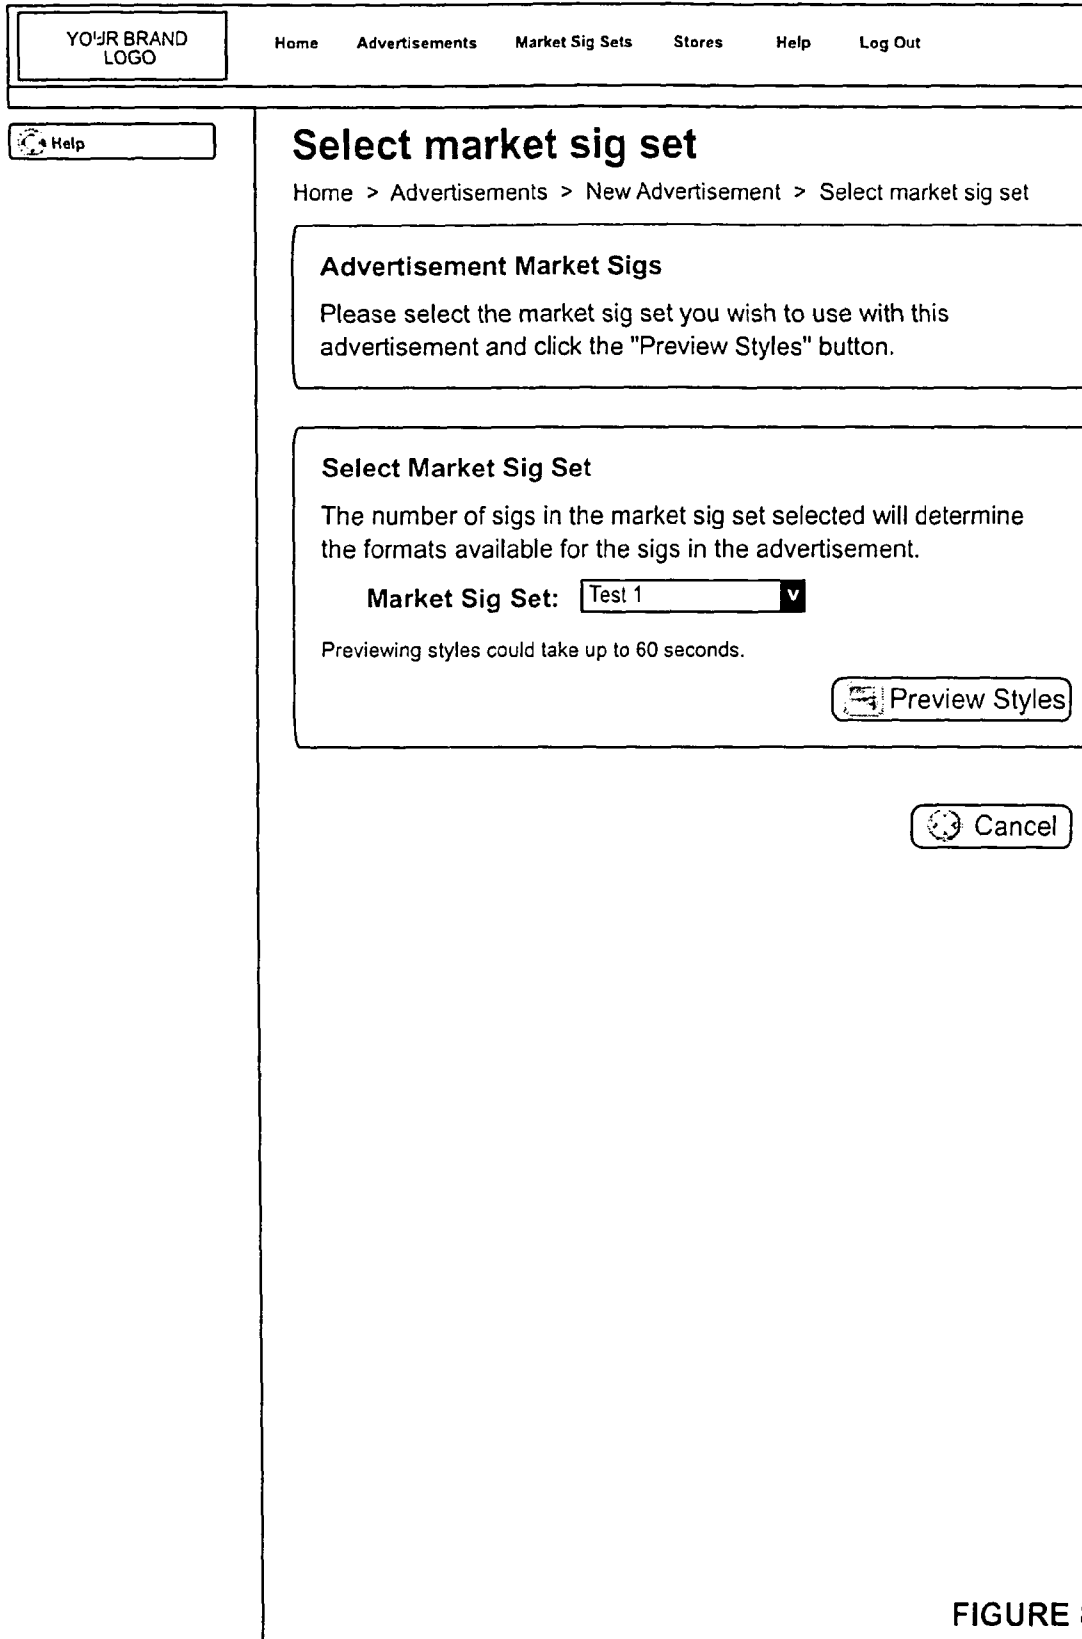 YOUR BRAND
LOGO
Home Advertisements Market Sig Sets Stores Help Log Out
Help
Select market sig set
Home > Advertisements > New Advertisement > Select market sig set
Advertisement Market Sigs
Please select the market sig set you wish to use with this
advertisement and click the "Preview Styles" button.
Select Market Sig Set
The number of sigs in the market sig set selected will determine
the formats available for the sigs in the advertisement.
Market Sig Set: Test 1 v
Previewing styles could take up to 60 seconds.
Preview Styles
Cancel
FIGURE